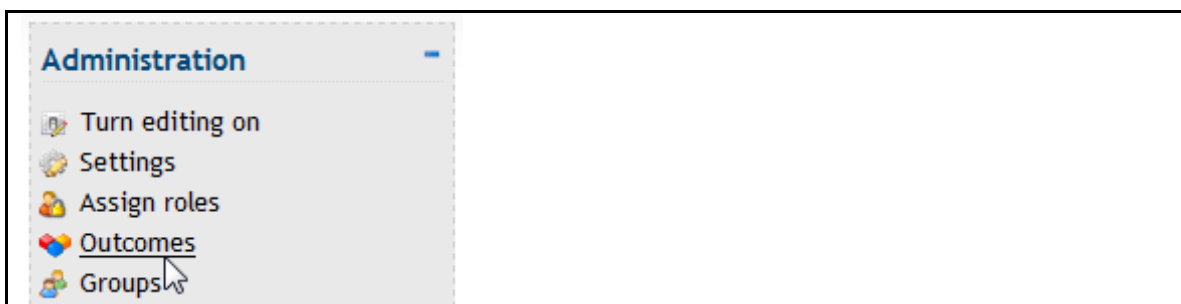 Administration
Turn editing on
Settings
Assign roles
Outcomes
Groups